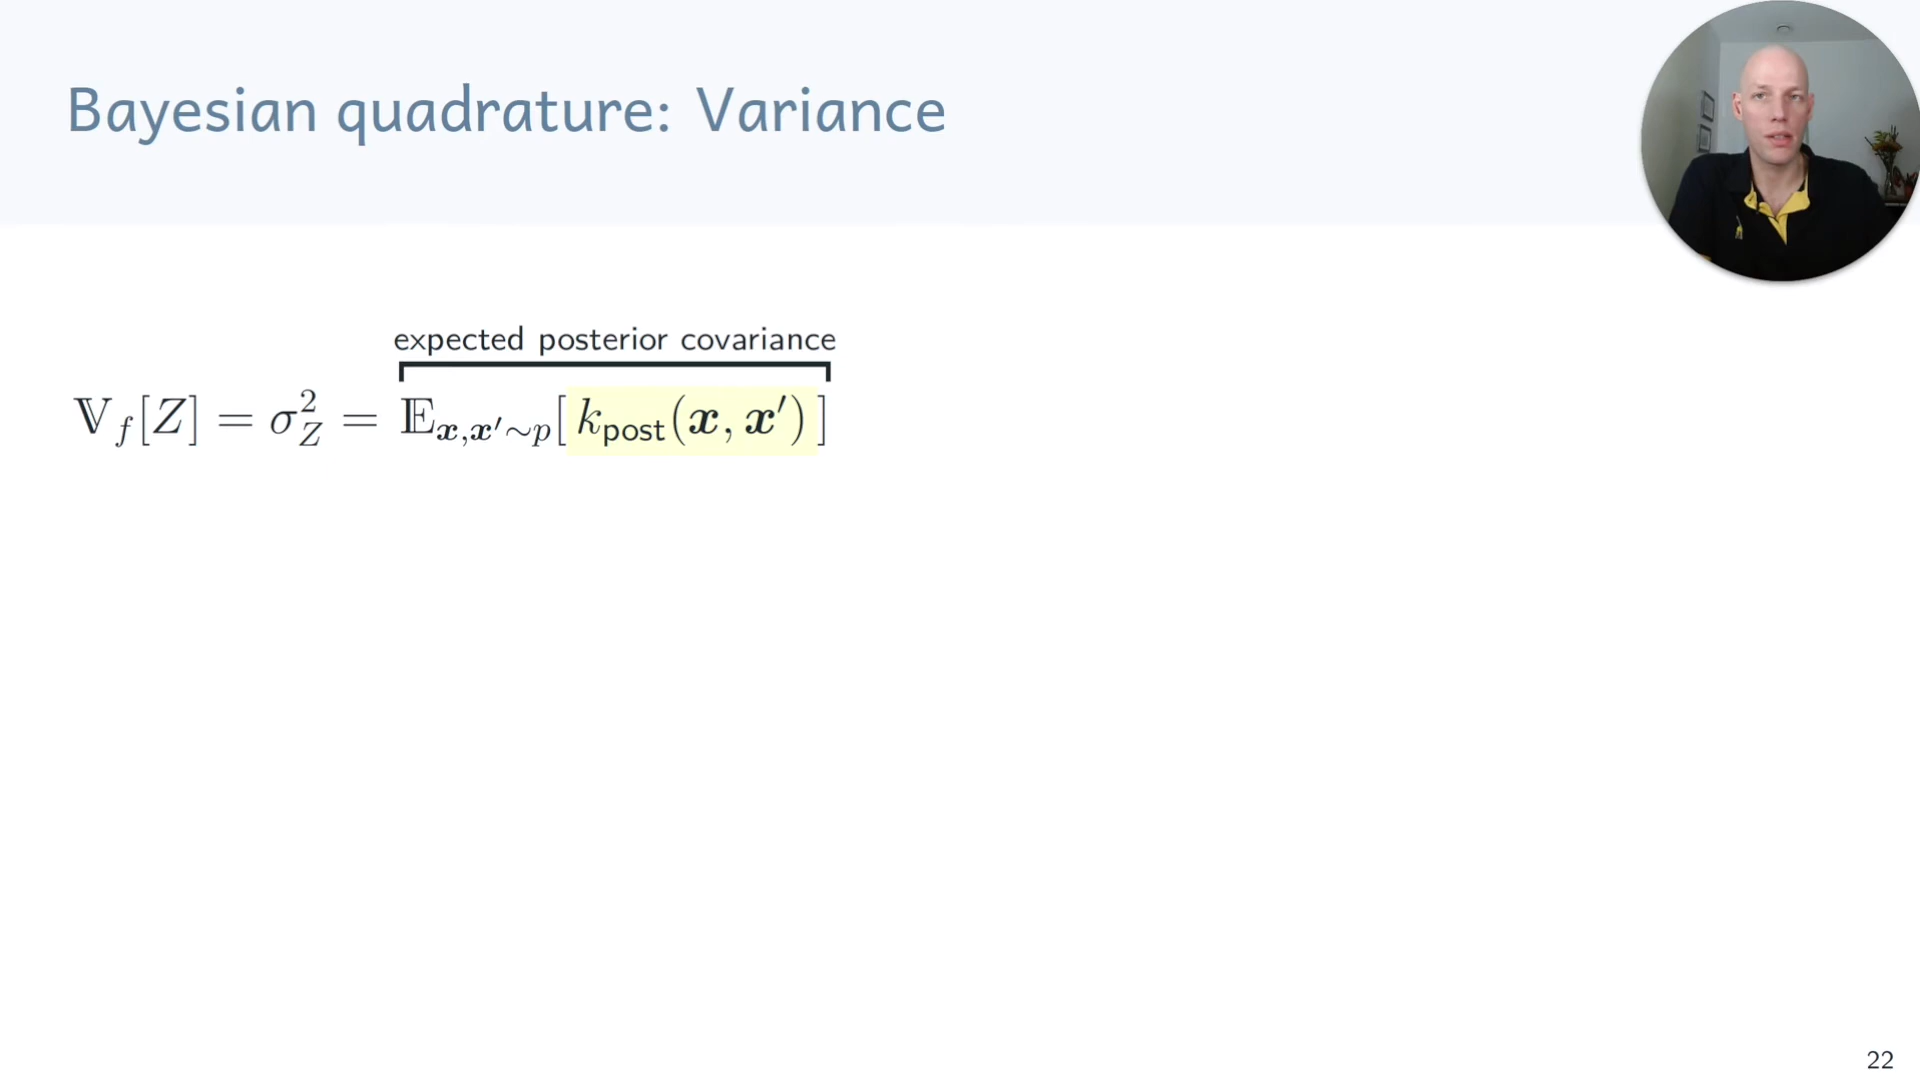 Bayesian quadrature: Variance
expected posterior covariance
𝕍_f[Z] = σ_Z^2 = 𝔼_{𝒙,𝒙′∼p}[k_post(𝒙, 𝒙′)]
22